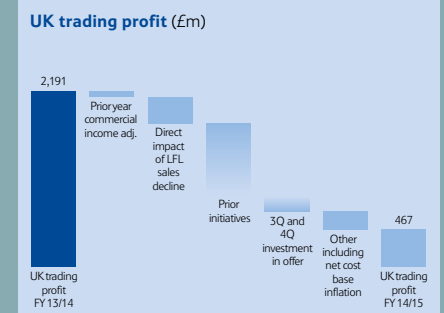 UK trading profit (£m)
2,191
Prior year
commercial
income adj.
Direct
impact
of LFL
sales
decline
Prior
initiatives
3Q and
4Q
investment
in offer
Other
including
net cost
base
inflation
467
UK trading
profit
FY 13/14
UK trading
profit
FY 14/15